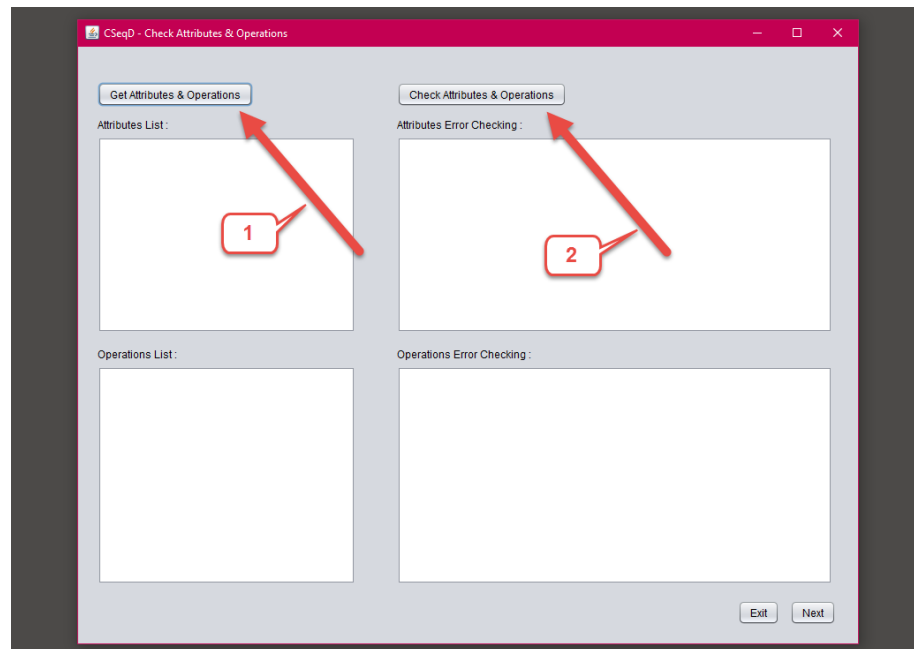 CSeqD - Check Attributes & Operations
Get Attributes & Operations
Check Attributes & Operations
Attributes List :
Attributes Error Checking :
1
2
Operations List :
Operations Error Checking :
Exit
Next